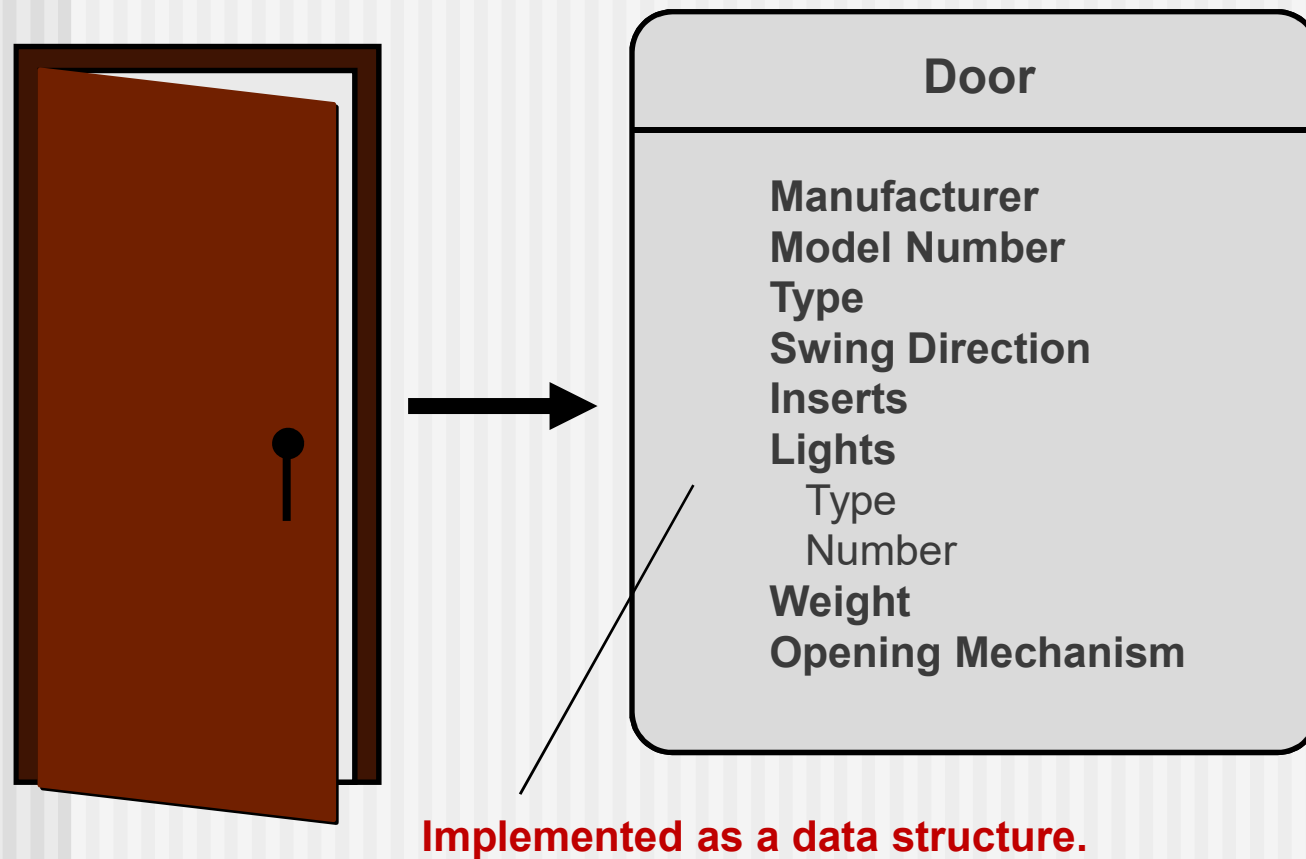 Door
Manufacturer
Model Number
Type
Swing Direction
Inserts
Lights
Type
Number
Weight
Opening Mechanism
Implemented as a data structure.